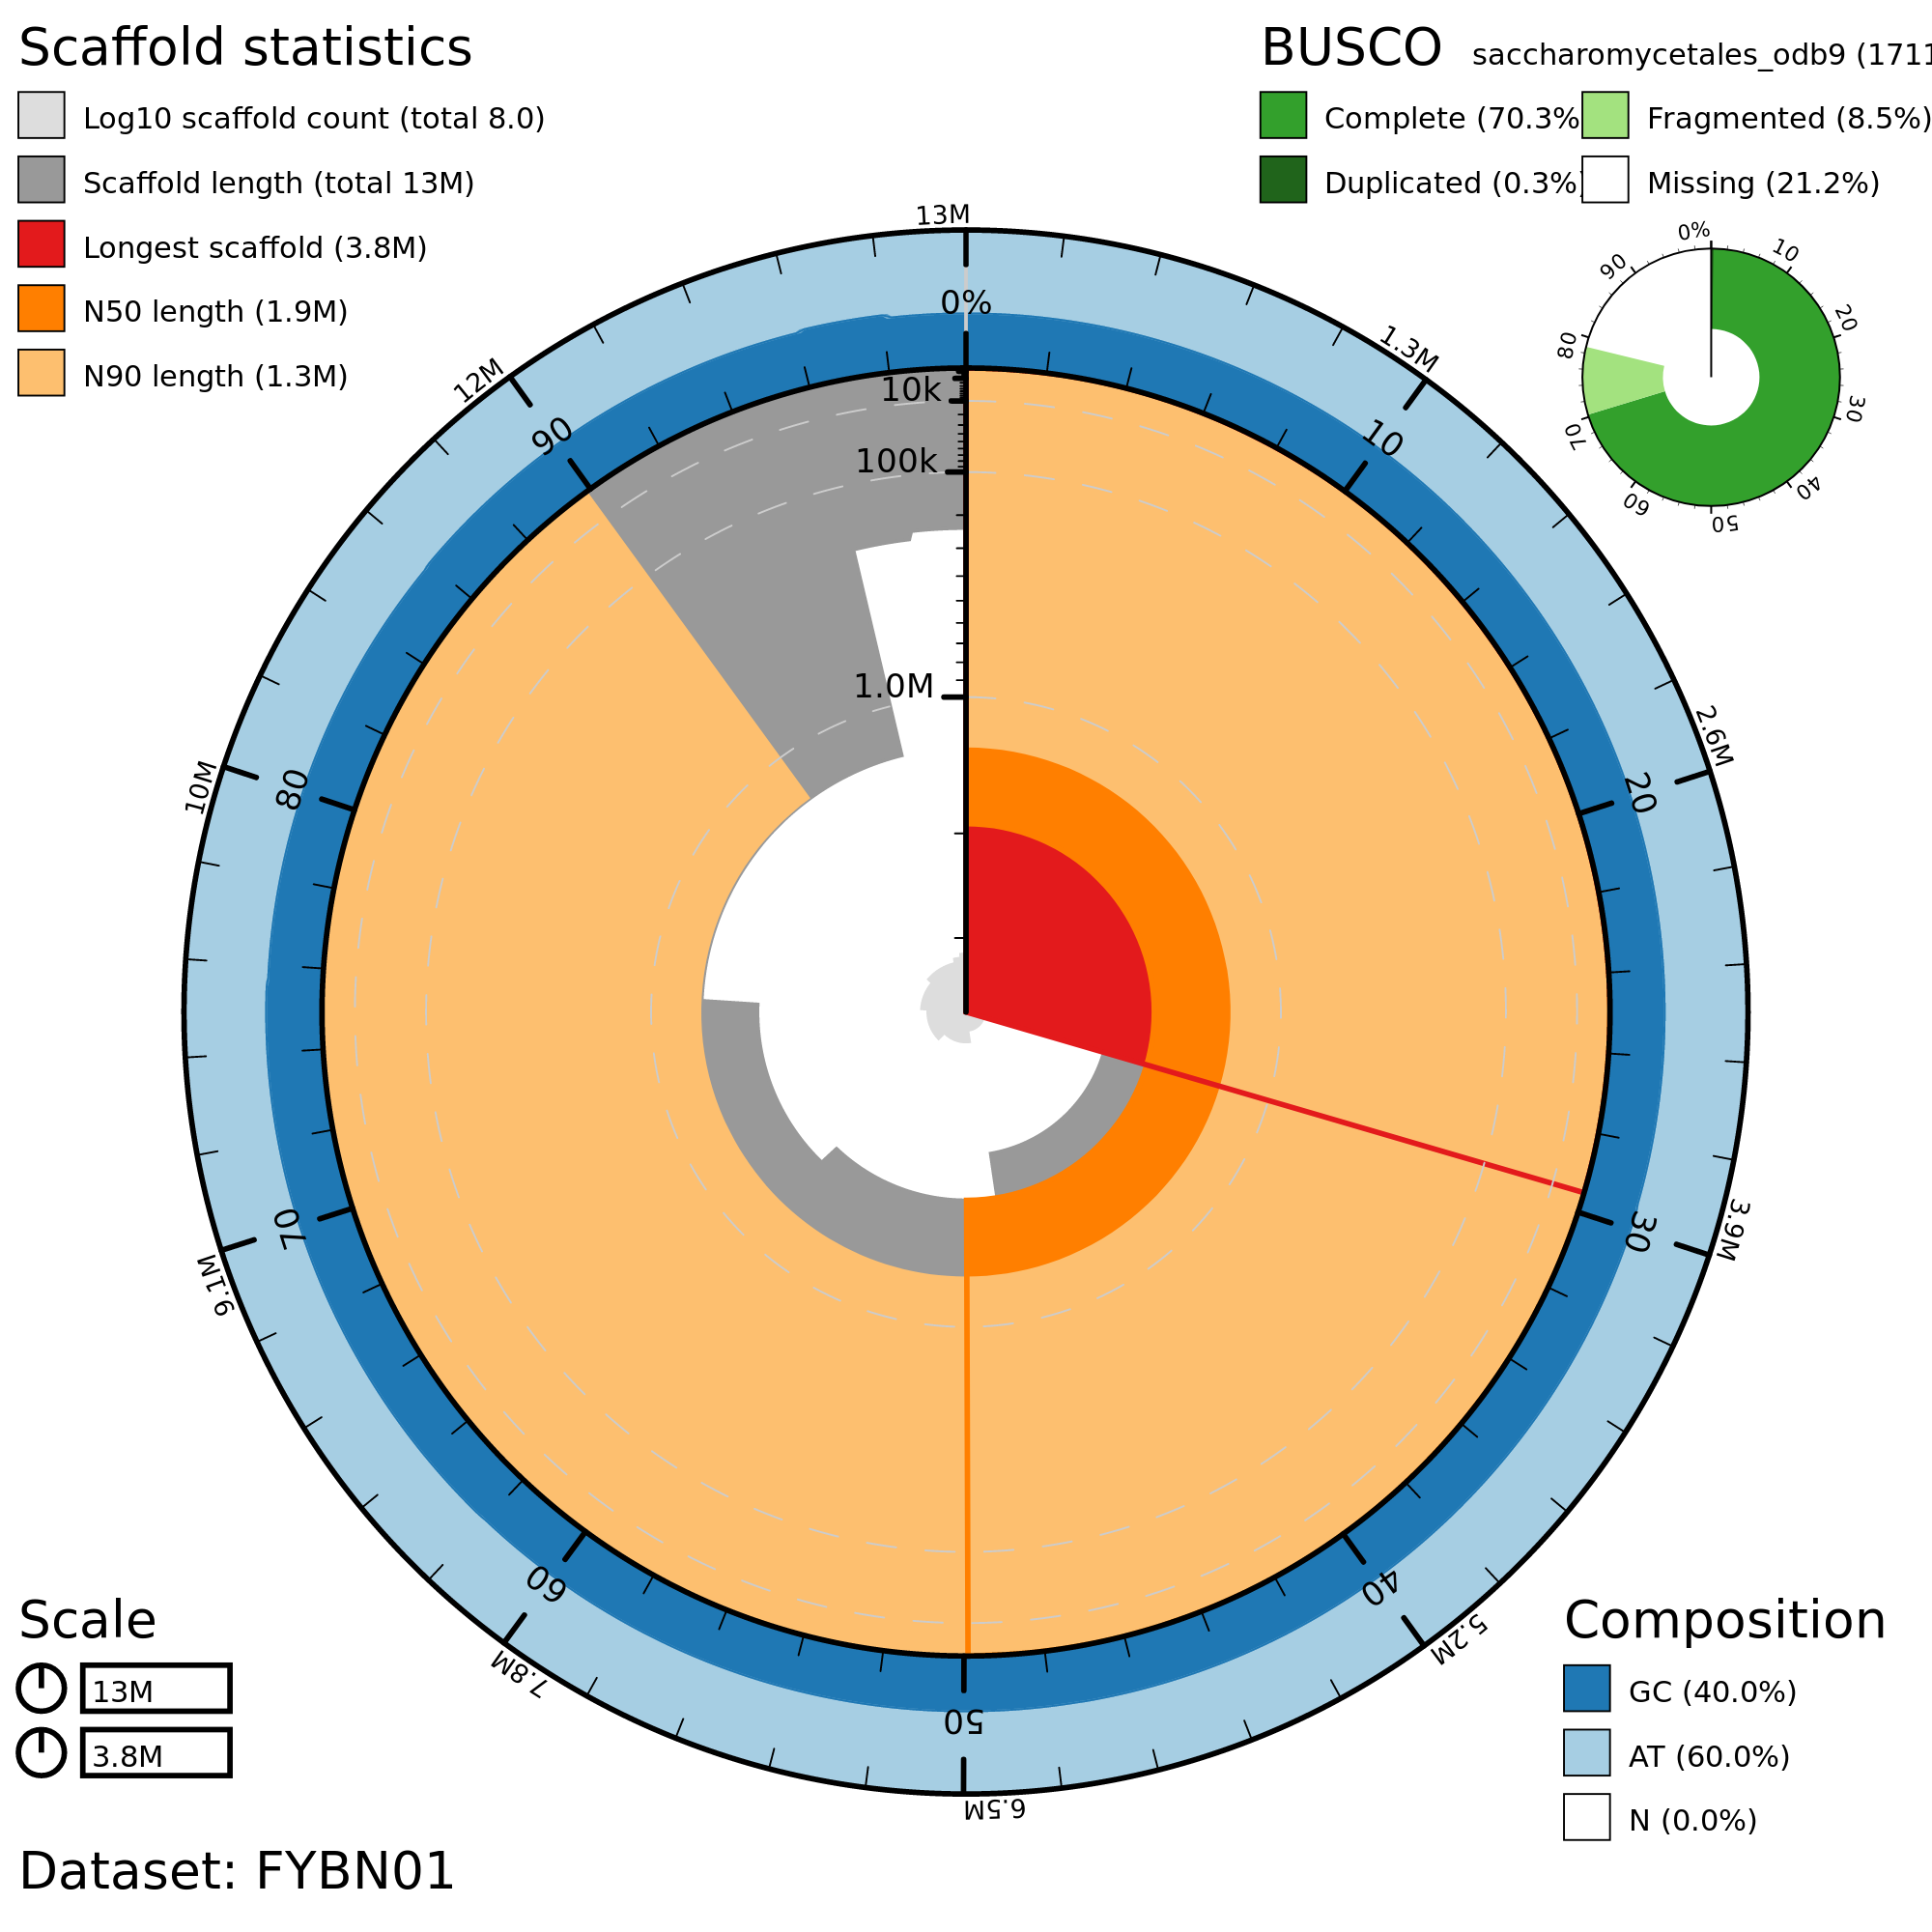 Scaffold statistics
Log10 scaffold count (total 8.0)
Scaffold length (total 13M)
Longest scaffold (3.8M)
N50 length (1.9M)
N90 length (1.3M)
BUSCO saccharomycetales_odb9 (1711
Complete (70.3%
Fragmented (8.5%)
Duplicated (0.3%
Missing (21.2%)
0%
10
20
30
40
50
60
70
80
90
13M
1.3M
2.6M
3.9M
5.2M
6.5M
7.8M
9.1M
10M
12M
0%
10
20
30
40
50
60
70
80
90
10k
100k
1.0M
Scale
13M
3.8M
Composition
GC (40.0%)
AT (60.0%)
N (0.0%)
Dataset: FYBN01